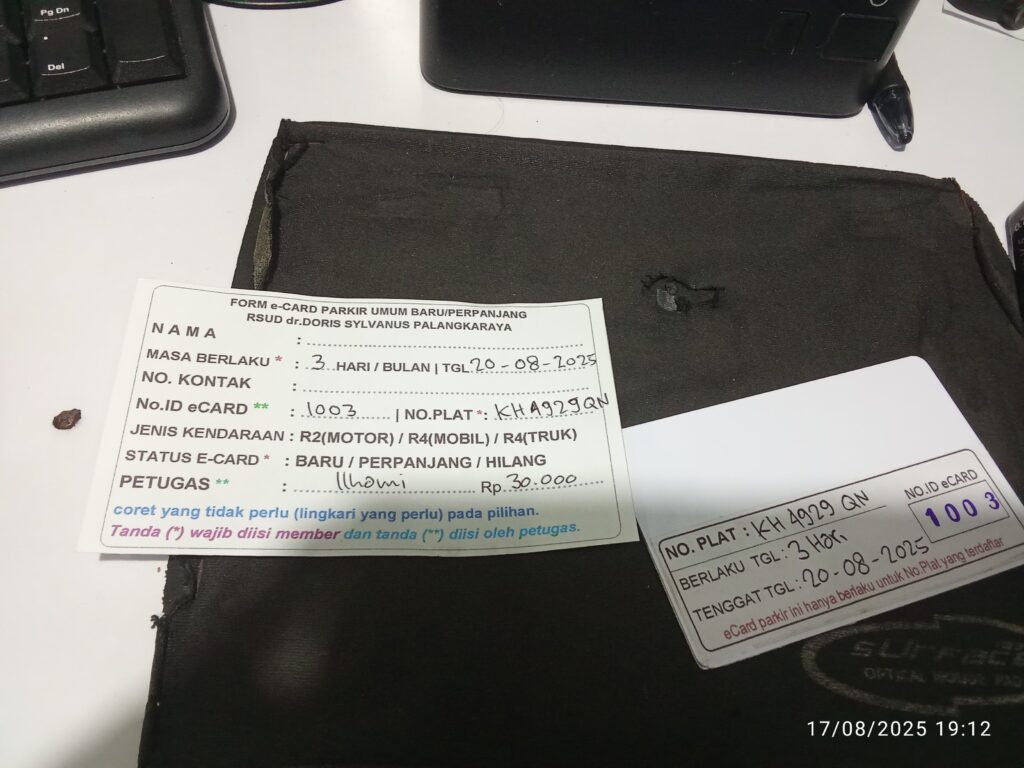 Pg Dn
Del
FORM e-CARD PARKIR UMUM BARU/PERPANJANG
RSUD dr.DORIS SYLVANUS PALANGKARAYA
N A M A :
MASA BERLAKU * : 3 HARI / BULAN | TGL 20-08-2025
NO. KONTAK :
No.ID eCARD ** : 1003 | NO.PLAT *: KH4929QN
JENIS KENDARAAN : R2(MOTOR) / R4(MOBIL) / R4(TRUK)
STATUS E-CARD * : BARU / PERPANJANG / HILANG
PETUGAS ** : Ilhami Rp. 30.000
coret yang tidak perlu (lingkari yang perlu) pada pilihan.
Tanda (*) wajib diisi member dan tanda (**) diisi oleh petugas.
NO. PLAT : KH 4929 QN
NO.ID eCARD
1003
BERLAKU TGL : 3 Hari
TENGGAT TGL : 20-08-2025
eCard parkir ini hanya berlaku untuk No.Plat yang terdaftar
OPTICAL MOUSE PAD
17/08/2025 19:12